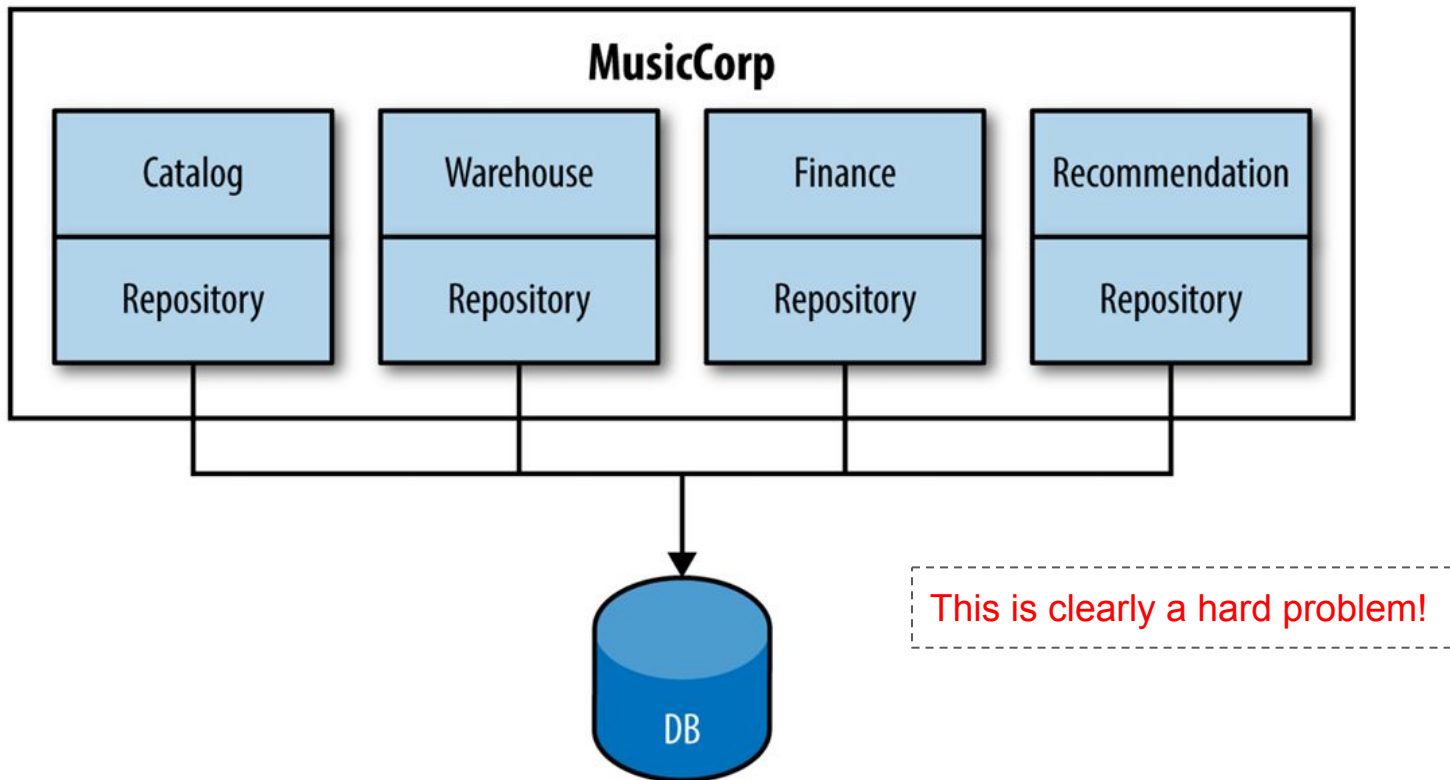 MusicCorp
Catalog
Warehouse
Finance
Recommendation
Repository
Repository
Repository
Repository
This is clearly a hard problem!
DB